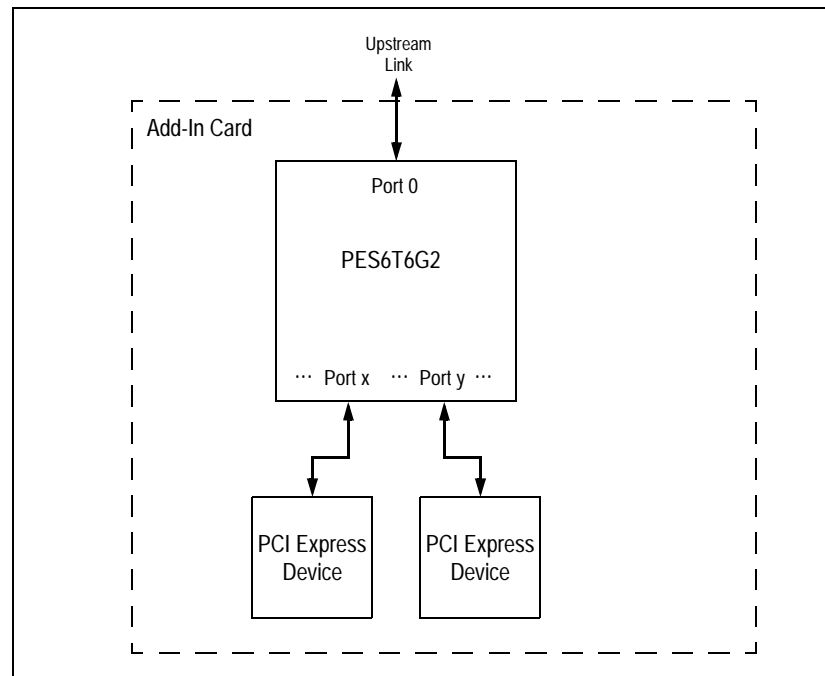 Upstream
Link
Add-In Card
Port 0
PES6T6G2
··· Port x ··· Port y ···
PCI Express
Device
PCI Express
Device